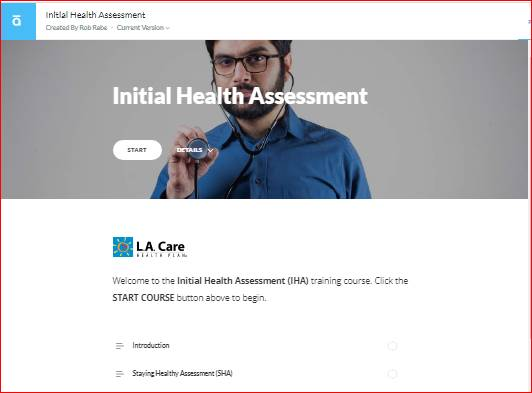 Initial Health Assessment
Created By Rob Rabe · Current Version
Initial Health Assessment
START
DETAILS
L.A. Care
HEALTH PLAN®
Welcome to the Initial Health Assessment (IHA) training course. Click the
START COURSE button above to begin.
Introduction
Staying Healthy Assessment (SHA)